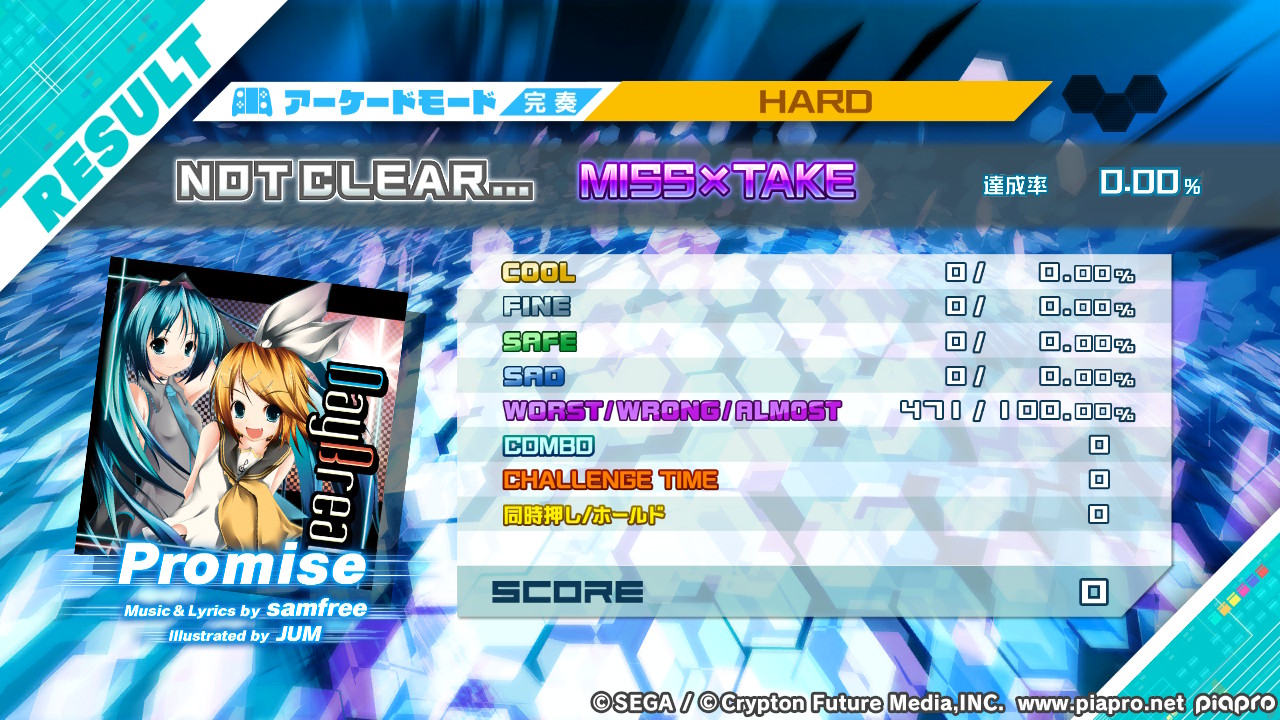 RESULT
アーケードモード 完奏 HARD
NOT CLEAR... MISS×TAKE 達成率 0.00%
COOL 0 / 0.00%
FINE 0 / 0.00%
SAFE 0 / 0.00%
SAD 0 / 0.00%
WORST/WRONG/ALMOST 471 / 100.00%
COMBO 0
CHALLENGE TIME 0
同時押し/ホールド 0
SCORE 0
DayBrea
Promise
Music & Lyrics by samfree
Illustrated by JUM
©SEGA / ©Crypton Future Media,INC. www.piapro.net piapro